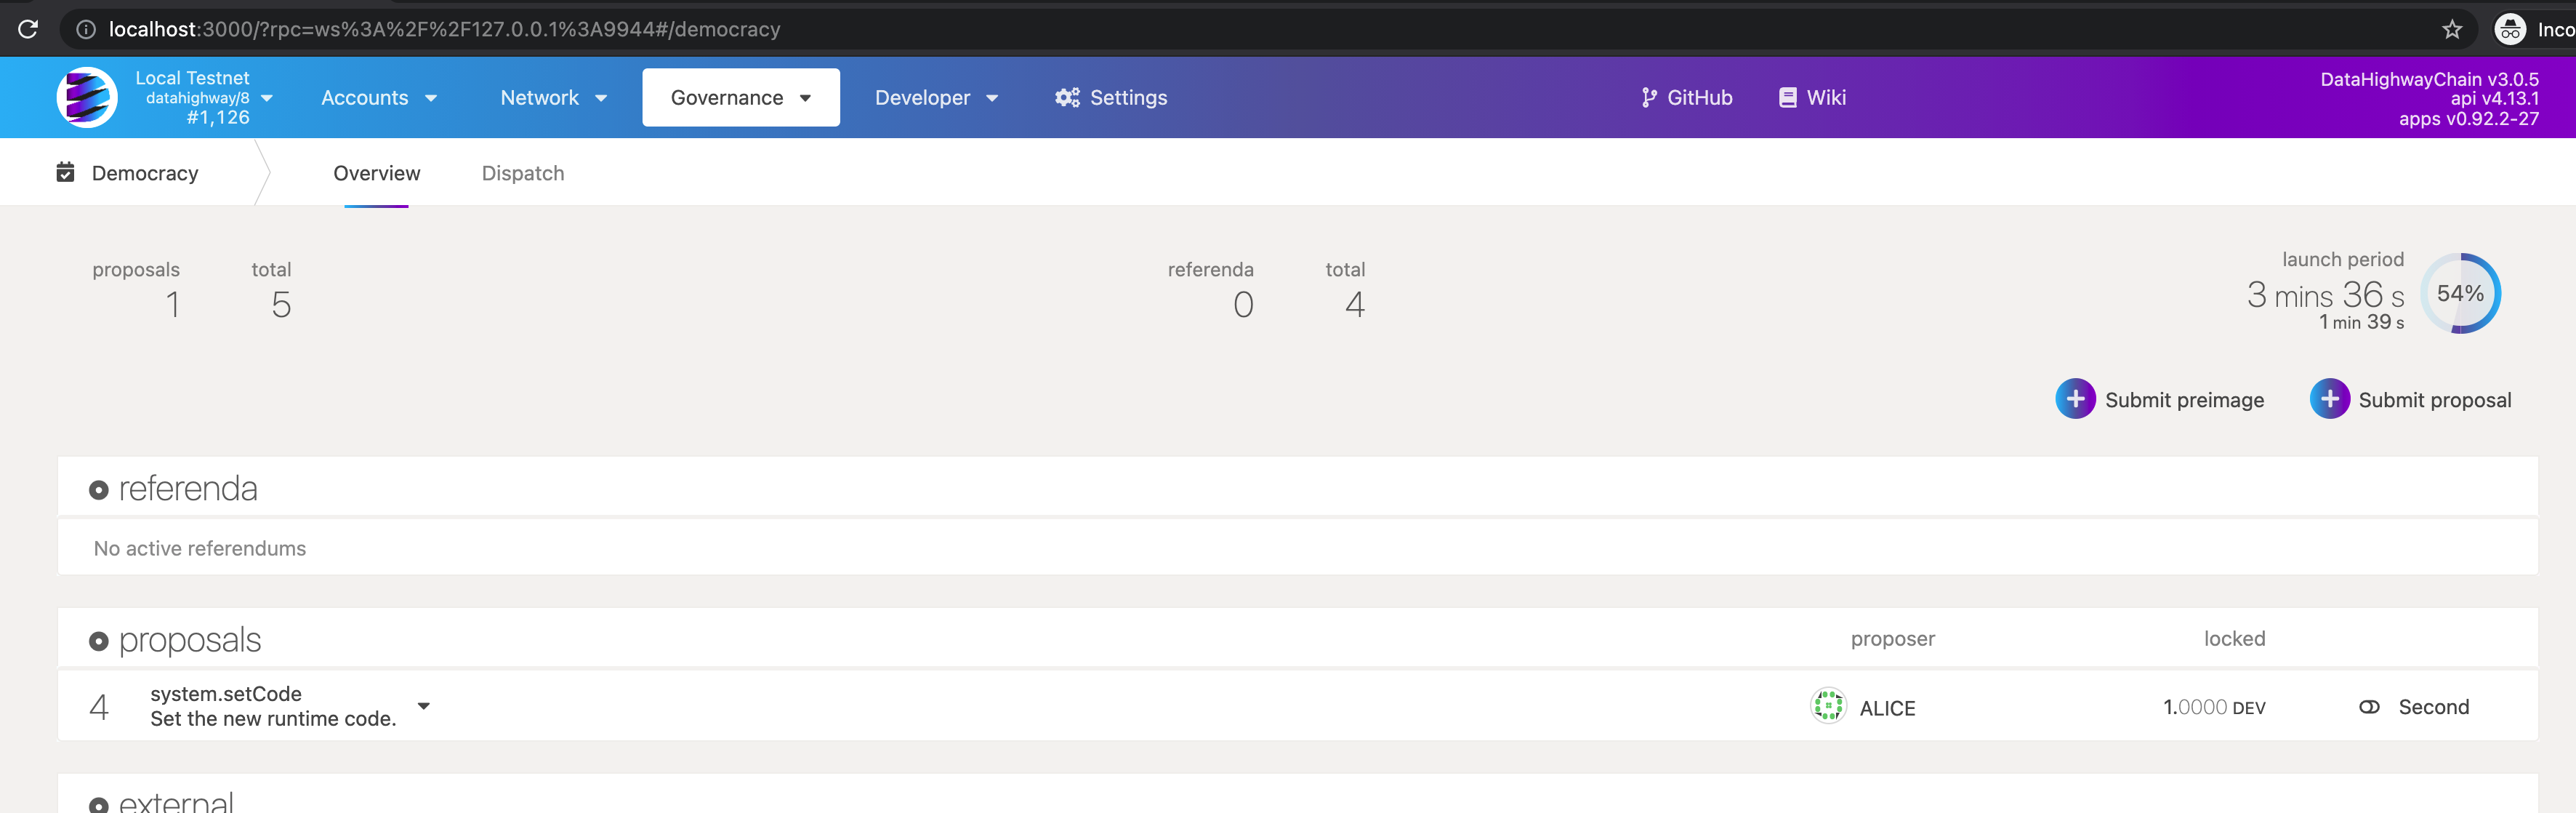 localhost:3000/?rpc=ws%3A%2F%2F127.0.0.1%3A9944#/democracy
Inco
Local Testnet
datahighway/8
#1,126
Accounts
Network
Governance
Developer
Settings
GitHub
Wiki
DataHighwayChain v3.0.5
api v4.13.1
apps v0.92.2-27
Democracy
Overview
Dispatch
proposals
1
total
5
referenda
0
total
4
launch period
3 mins 36 s
1 min 39 s
54%
Submit preimage
Submit proposal
referenda
No active referendums
proposals
proposer
locked
4
system.setCode
Set the new runtime code.
ALICE
1.0000 DEV
Second
external